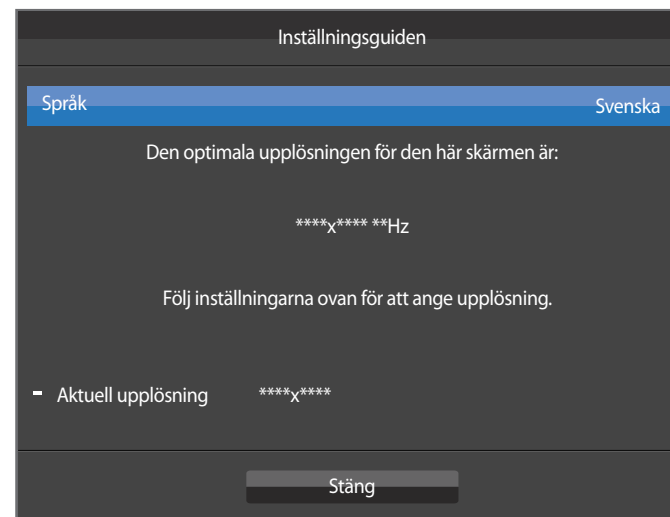 Inställningsguiden
Språk Svenska
Den optimala upplösningen för den här skärmen är:
****x**** **Hz
Följ inställningarna ovan för att ange upplösning.
- Aktuell upplösning ****x****
Stäng